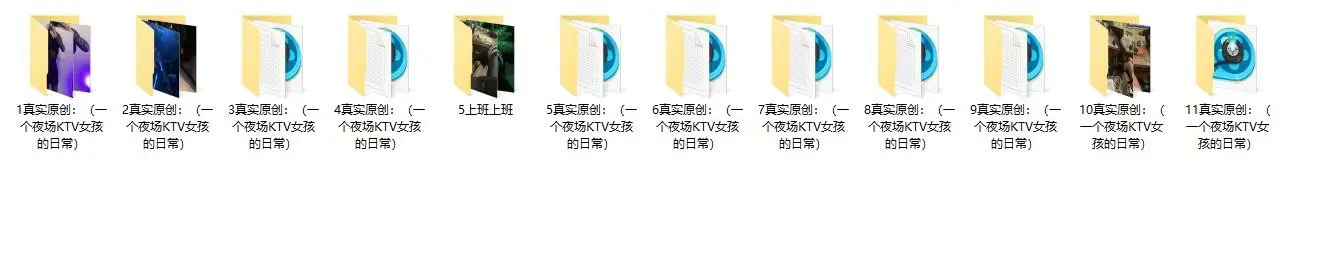 1真实原创：（一
个夜场KTV女孩
的日常）
2真实原创：（一
个夜场KTV女孩
的日常）
3真实原创：（一
个夜场KTV女孩
的日常）
4真实原创：（一
个夜场KTV女孩
的日常）
5上班上班
5真实原创：（一
个夜场KTV女孩
的日常）
6真实原创：（一
个夜场KTV女孩
的日常）
7真实原创：（一
个夜场KTV女孩
的日常）
8真实原创：（一
个夜场KTV女孩
的日常）
9真实原创：（一
个夜场KTV女孩
的日常）
10真实原创：（
一个夜场KTV女
孩的日常）
11真实原创：（
一个夜场KTV女
孩的日常）